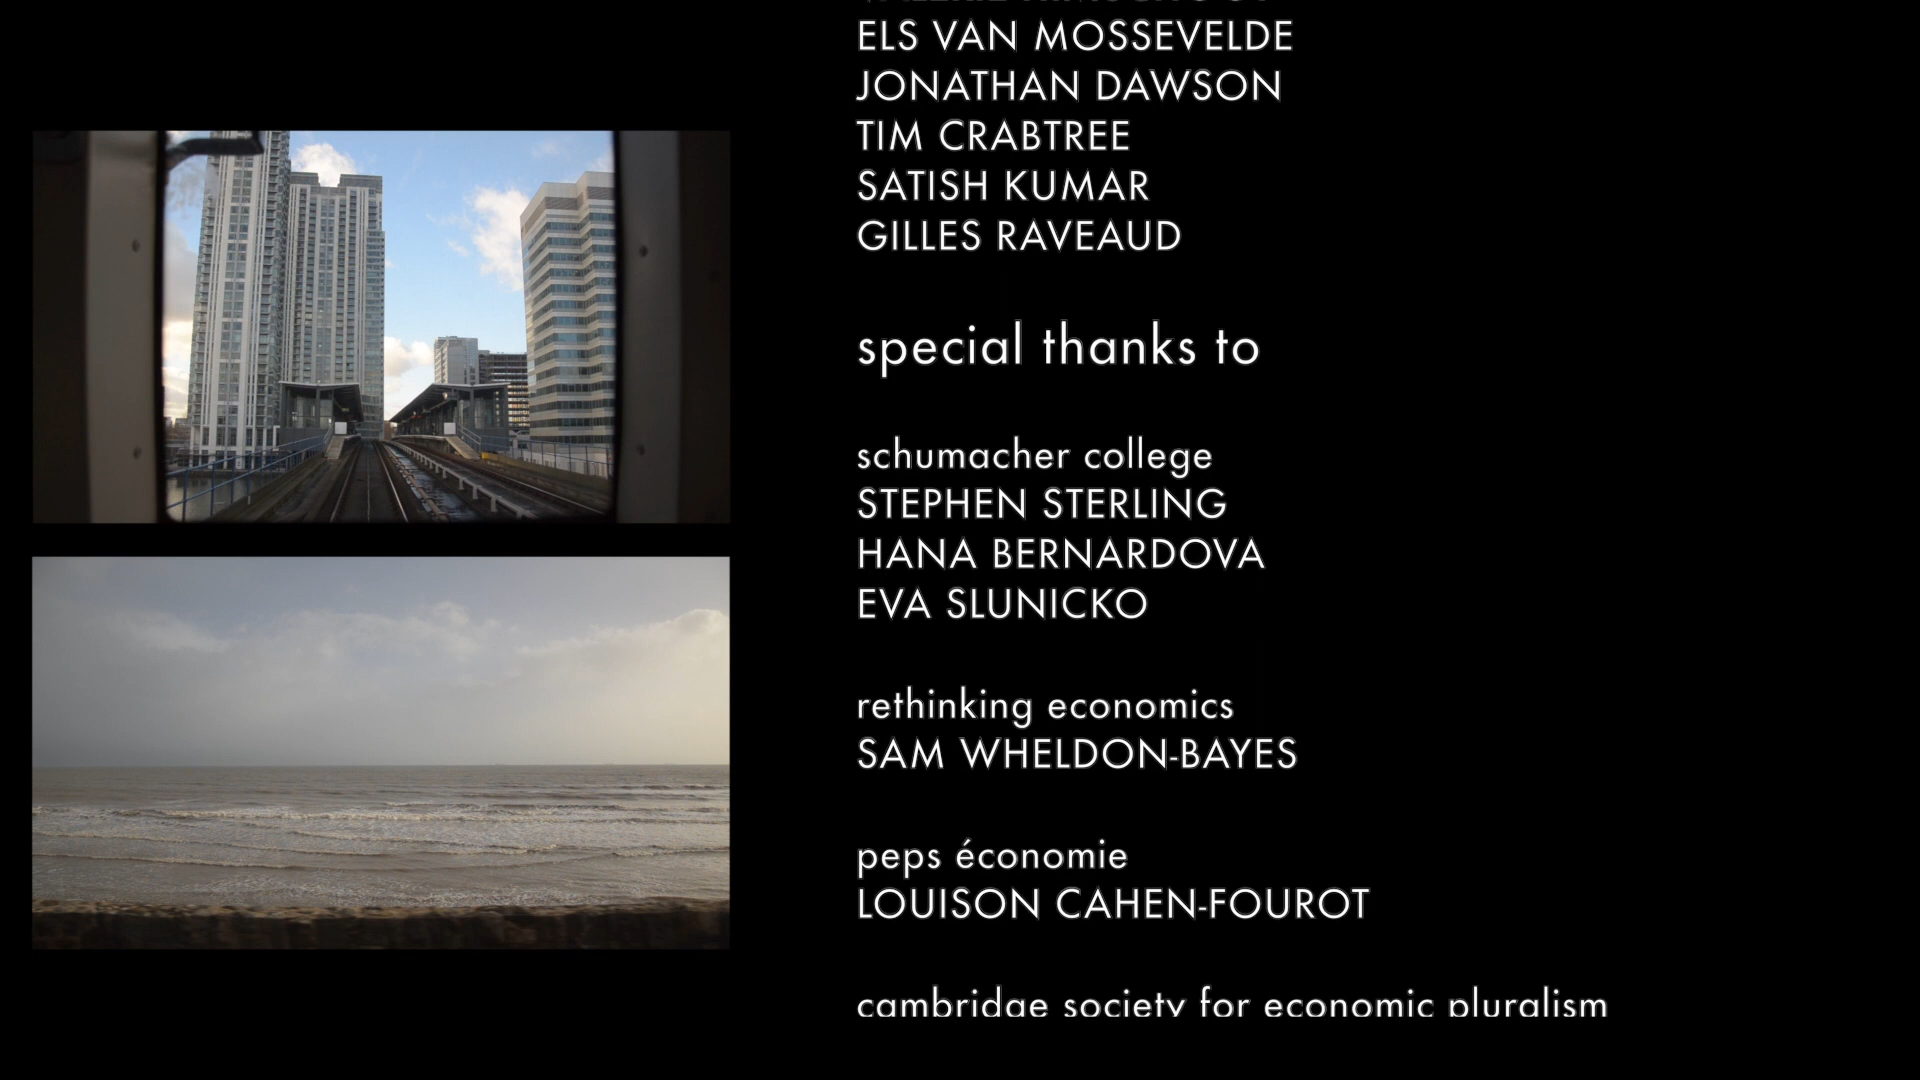 ELS VAN MOSSEVELDE
JONATHAN DAWSON
TIM CRABTREE
SATISH KUMAR
GILLES RAVEAUD
special thanks to
schumacher college
STEPHEN STERLING
HANA BERNARDOVA
EVA SLUNICKO
rethinking economics
SAM WHELDON-BAYES
peps économie
LOUISON CAHEN-FOUROT
cambridge society for economic pluralism